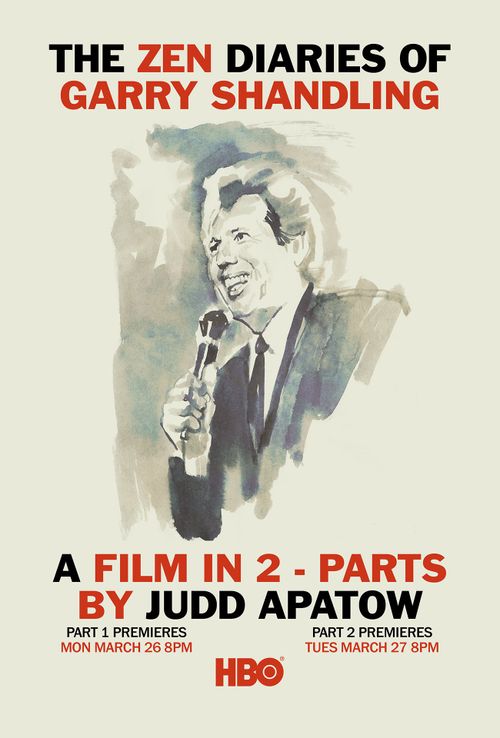 THE ZEN DIARIES OF
GARRY SHANDLING
A FILM IN 2 - PARTS
BY JUDD APATOW
PART 1 PREMIERES
MON MARCH 26 8PM
PART 2 PREMIERES
TUES MARCH 27 8PM
HBO®